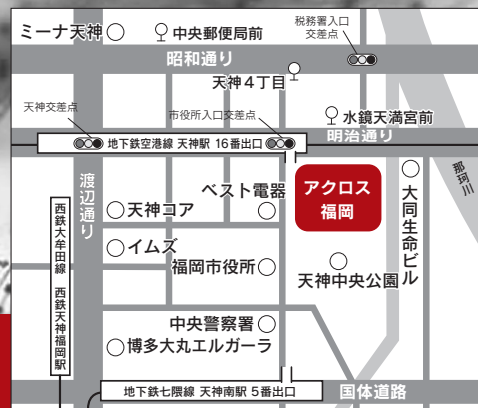 ミーナ天神
中央郵便局前
税務署入口
交差点
昭和通り
天神4丁目
天神交差点
市役所入口交差点
水鏡天満宮前
地下鉄空港線 天神駅 16番出口
明治通り
渡辺通り
ベスト電器
アクロス
福岡
那珂川
天神コア
大同生命ビル
西鉄大牟田線 西鉄天神福岡駅
イムズ
福岡市役所
天神中央公園
中央警察署
博多大丸エルガーラ
地下鉄七隈線 天神南駅 5番出口
国体道路